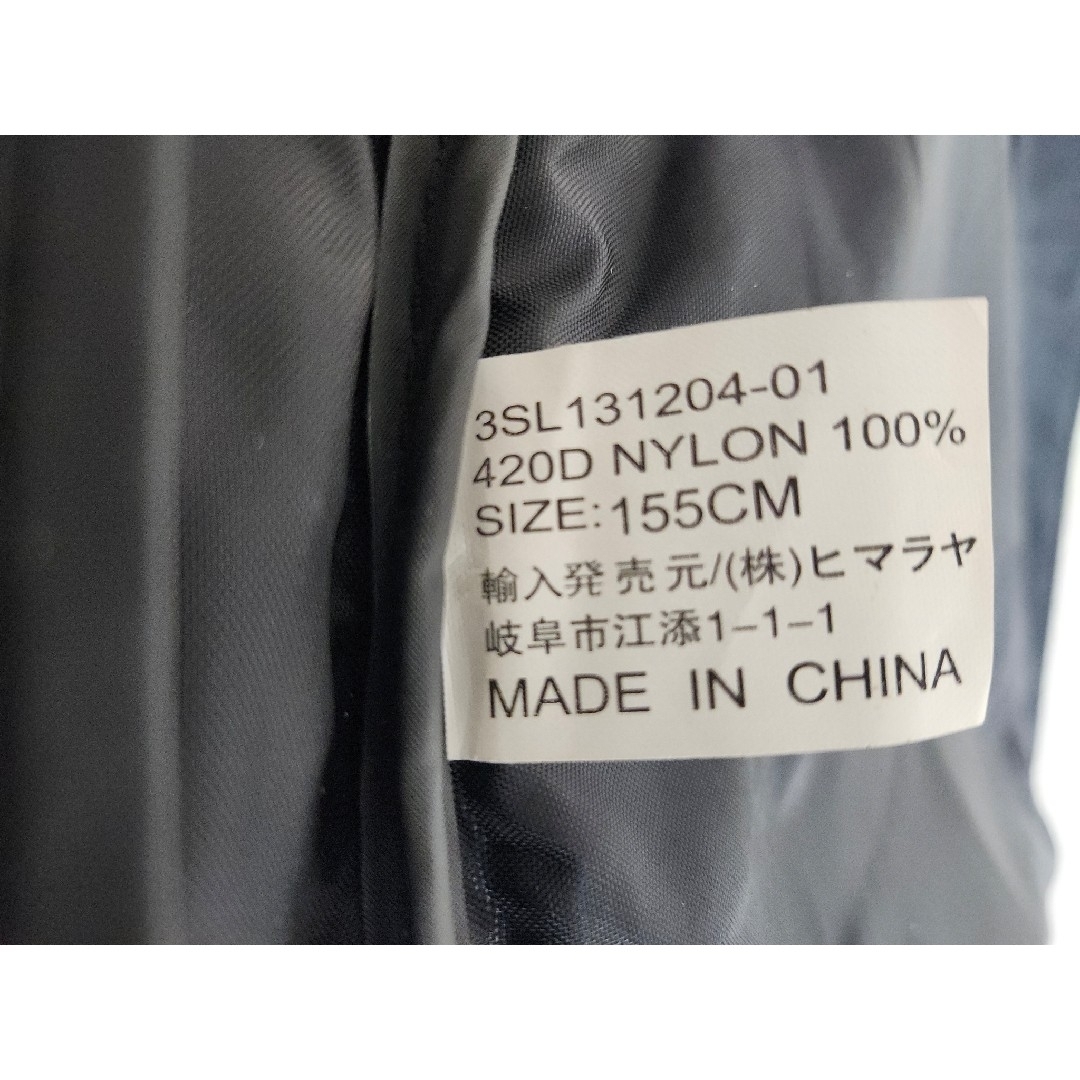 3SL131204-01
420D NYLON 100%
SIZE:155CM
輸入発売元/(株)ヒマラヤ
岐阜市江添1-1-1
MADE IN CHINA